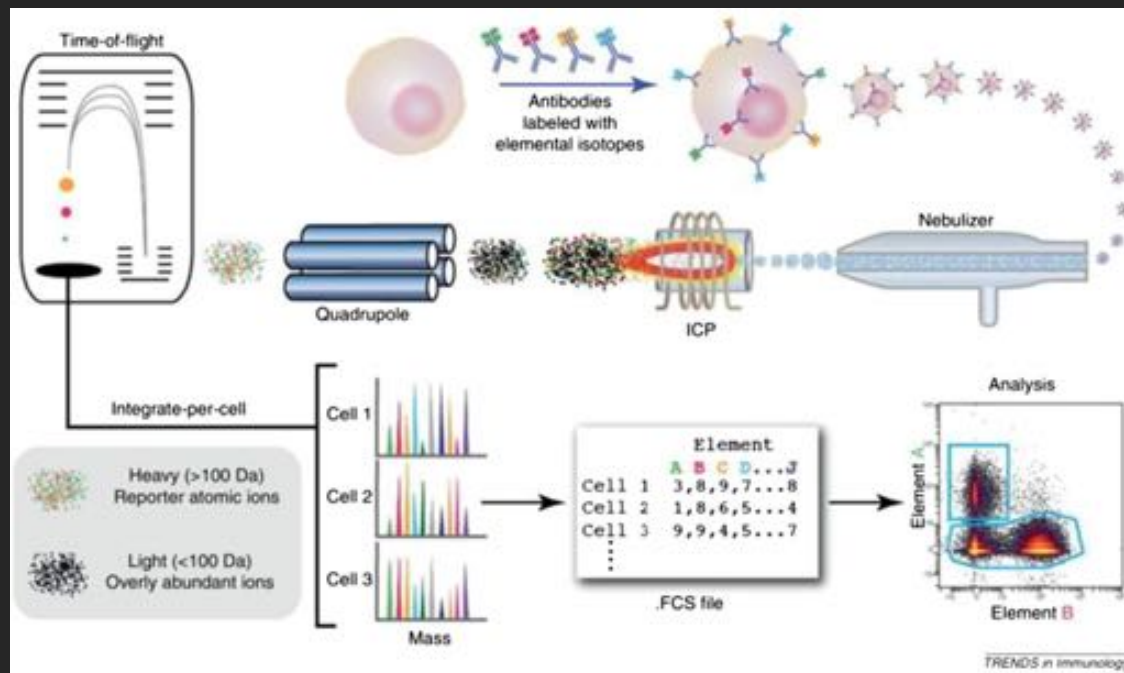 Time-of-flight
Antibodies
labeled with
elemental isotopes
Nebulizer
Quadrupole
ICP
Integrate-per-cell
Heavy (>100 Da)
Reporter atomic ions
Light (<100 Da)
Overly abundant ions
Cell 1
Cell 2
Cell 3
Mass
Element
A B C D...J
Cell 1 3,8,9,7...8
Cell 2 1,8,6,5...4
Cell 3 9,9,4,5...7
.FCS file
Analysis
Element A
Element B
TRENDS in Immunology